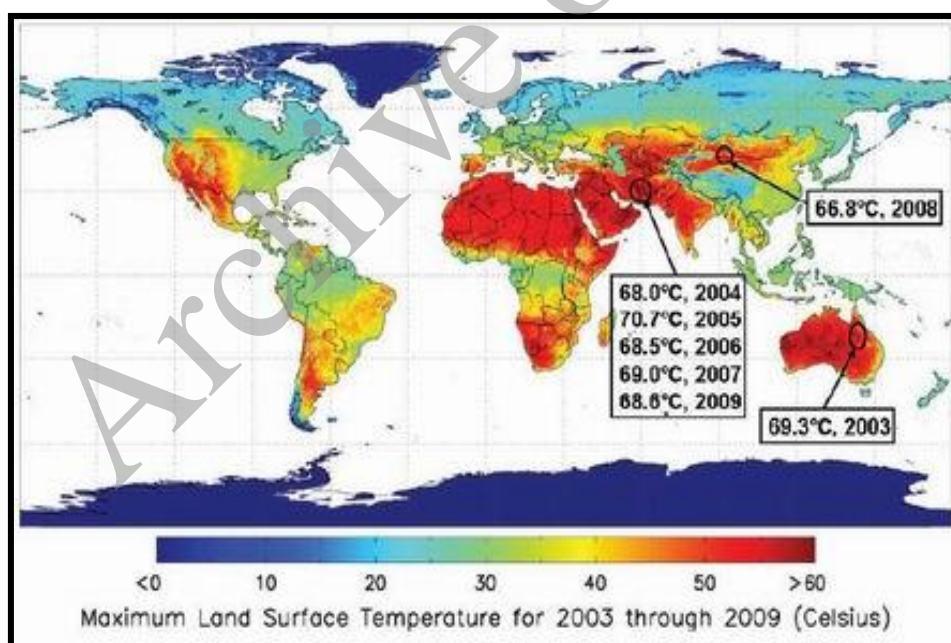 Archive
66.8°C, 2008
68.0°C, 2004
70.7°C, 2005
68.5°C, 2006
69.0°C, 2007
68.6°C, 2009
69.3°C, 2003
<0 10 20 30 40 50 >60
Maximum Land Surface Temperature for 2003 through 2009 (Celsius)